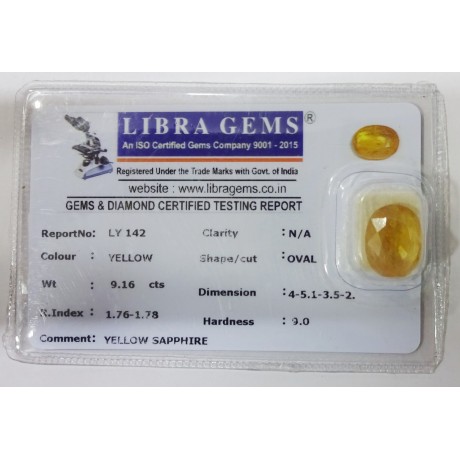 LIBRA GEMS ®
An ISO Certified Gems Company 9001 - 2015
Registered Under the Trade Marks with Govt. of India
website : www.libragems.co.in
GEMS & DIAMOND CERTIFIED TESTING REPORT
ReportNo: LY 142 Clarity : N/A
Colour : YELLOW Shape/cut : OVAL
Wt : 9.16 cts Dimension : 4-5.1-3.5-2.
R.Index : 1.76-1.78 Hardness : 9.0
Comment: YELLOW SAPPHIRE